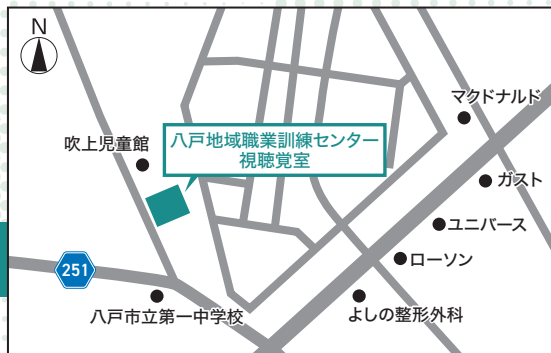 N
マクドナルド
吹上児童館
八戸地域職業訓練センター
視聴覚室
ガスト
ユニバース
ローソン
251
八戸市立第一中学校
よしの整形外科